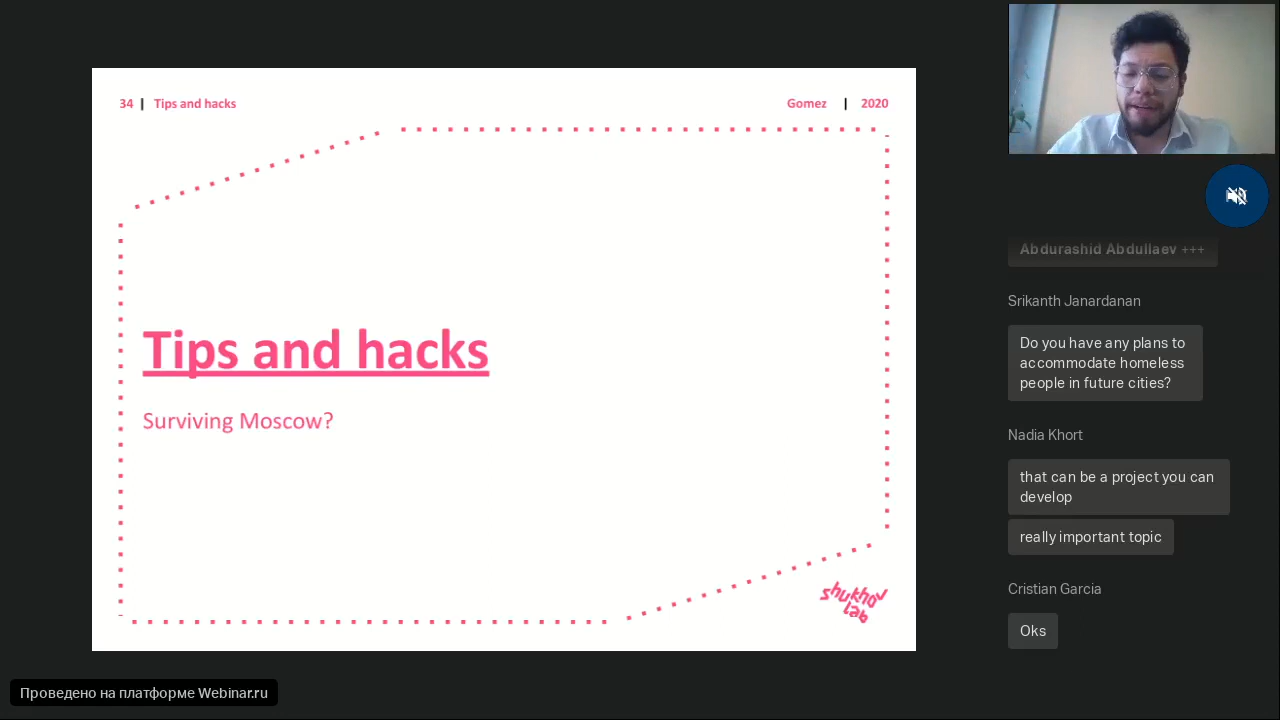 34 | Tips and hacks
Gomez | 2020
Tips and hacks
Surviving Moscow?
shukhov
lab
Abdurashid Abdullaev +++
Srikanth Janardanan
Do you have any plans to
accommodate homeless
people in future cities?
Nadia Khort
that can be a project you can
develop
really important topic
Cristian Garcia
Oks
Проведено на платформе Webinar.ru